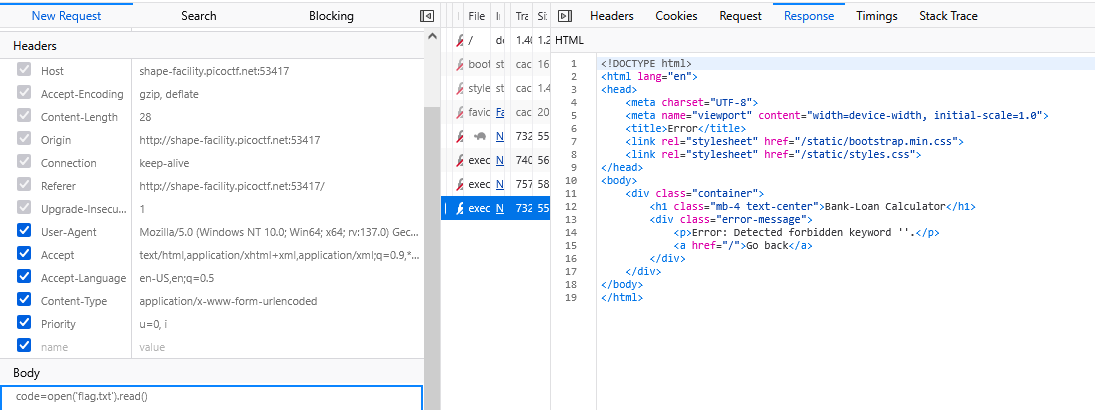 New Request Search Blocking
Headers
Host shape-facility.picoctf.net:53417
Accept-Encoding gzip, deflate
Content-Length 28
Origin http://shape-facility.picoctf.net:53417
Connection keep-alive
Referer http://shape-facility.picoctf.net:53417/
Upgrade-Insecu... 1
User-Agent Mozilla/5.0 (Windows NT 10.0; Win64; x64; rv:137.0) Gec...
Accept text/html,application/xhtml+xml,application/xml;q=0.9,*...
Accept-Language en-US,en;q=0.5
Content-Type application/x-www-form-urlencoded
Priority u=0, i
name value
Body
code=open('flag.txt').read()
File In Tra Siz
/ do 1.40 1.2
boot st cac 16
style st cac 1.4
favic Fa cac 20
N 732 55
exec N 740 56
exec N 757 58
exec N 732 55
Headers Cookies Request Response Timings Stack Trace
HTML
1 <!DOCTYPE html>
2 <html lang="en">
3 <head>
4 <meta charset="UTF-8">
5 <meta name="viewport" content="width=device-width, initial-scale=1.0">
6 <title>Error</title>
7 <link rel="stylesheet" href="/static/bootstrap.min.css">
8 <link rel="stylesheet" href="/static/styles.css">
9 </head>
10 <body>
11 <div class="container">
12 <h1 class="mb-4 text-center">Bank-Loan Calculator</h1>
13 <div class="error-message">
14 <p>Error: Detected forbidden keyword ''.</p>
15 <a href="/">Go back</a>
16 </div>
17 </div>
18 </body>
19 </html>